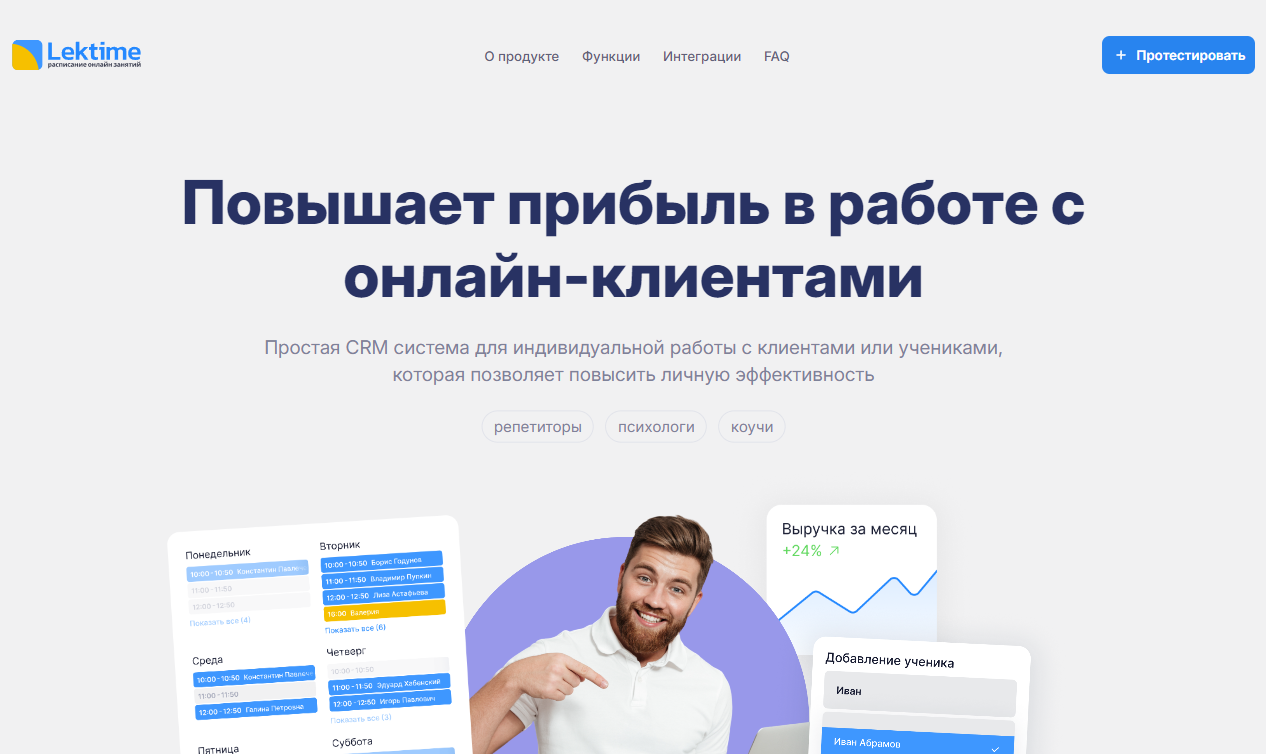 Lektime
расписание онлайн занятий
О продукте
Функции
Интеграции
FAQ
+ Протестировать
Повышает прибыль в работе с
онлайн-клиентами
Простая CRM система для индивидуальной работы с клиентами или учениками,
которая позволяет повысить личную эффективность
репетиторы
психологи
коучи
Понедельник
10:00 - 10:50 Константин Павлен
11:00 - 11:50
12:00 - 12:50
Показать все (4)
Вторник
10:00 - 10:50 Борис Годунов
11:00 - 11:50 Владимир Пупкин
12:00 - 12:50 Лиза Астафьева
16:00 Валерия
Показать все (6)
Среда
10:00 - 10:50 Константин Павлен
11:00 - 11:50
12:00 - 12:50 Галина Петровна
Четверг
10:00 - 10:50
11:00 - 11:50 Эдуард Хабенский
12:00 - 12:50 Игорь Павлович
Показать все (3)
Пятница
Суббота
Выручка за месяц
+24%
Добавление ученика
Иван
Иван Абрамов